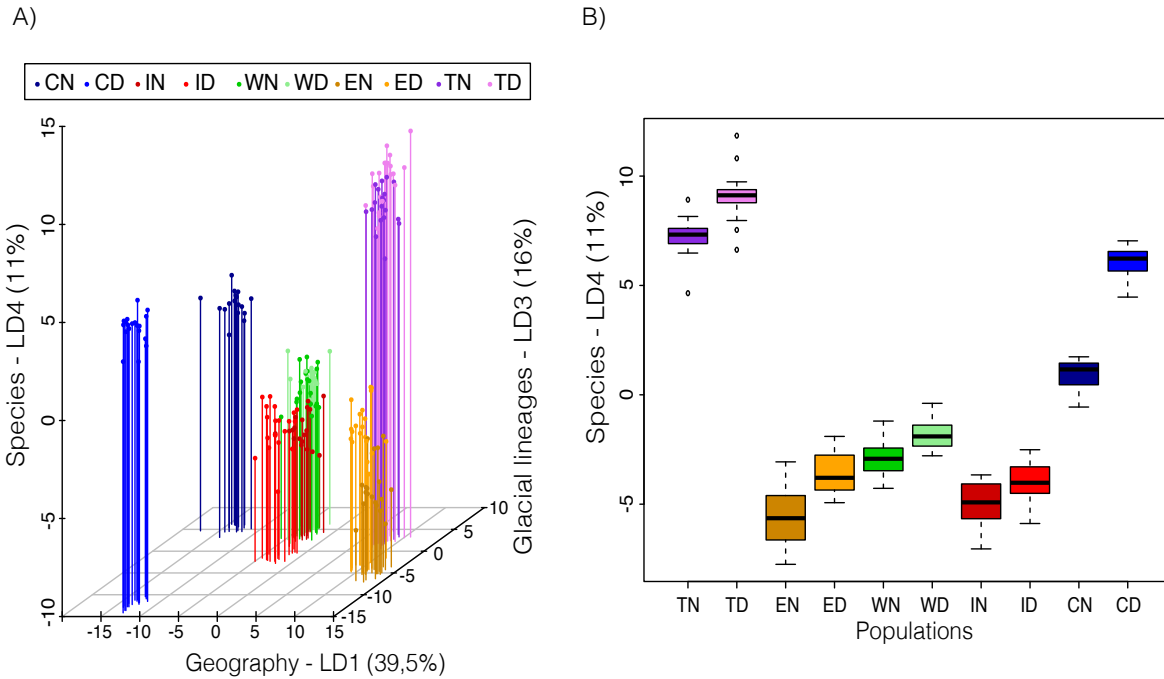 A)
CN CD IN ID WN WD EN ED TN TD
15
10
5
0
-5
-10
Species - LD4 (11%)
-15 -10 -5 0 5 10 15
Geography - LD1 (39,5%)
-15
-10
-5
0
5
10
Glacial lineages - LD3 (16%)
B)
10
5
0
-5
Species - LD4 (11%)
TN TD EN ED WN WD IN ID CN CD
Populations